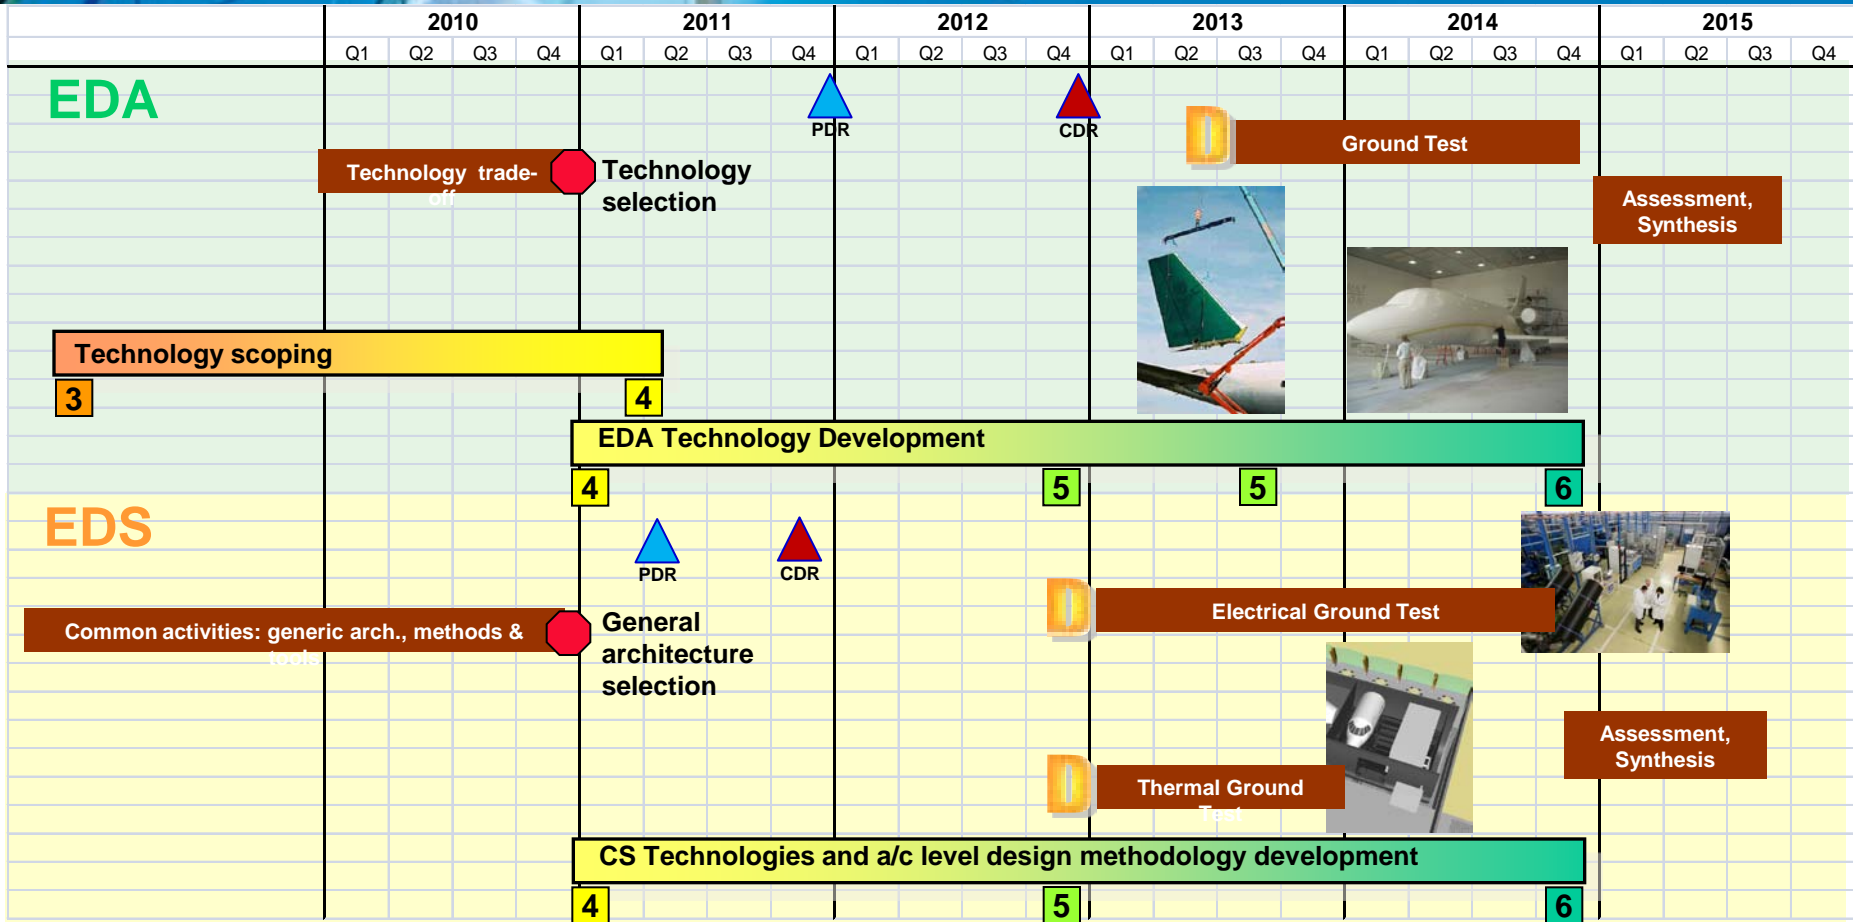 2010 2011 2012 2013 2014 2015
Q1 Q2 Q3 Q4 Q1 Q2 Q3 Q4 Q1 Q2 Q3 Q4 Q1 Q2 Q3 Q4 Q1 Q2 Q3 Q4 Q1 Q2 Q3 Q4
EDA
PDR
CDR
D
Ground Test
Technology trade-
off
Technology
selection
Assessment,
Synthesis
Technology scoping
3
4
EDA Technology Development
4
5
5
6
EDS
PDR
CDR
D
Electrical Ground Test
Common activities: generic arch., methods &
tools
General
architecture
selection
Assessment,
Synthesis
D
Thermal Ground
Test
CS Technologies and a/c level design methodology development
4
5
6